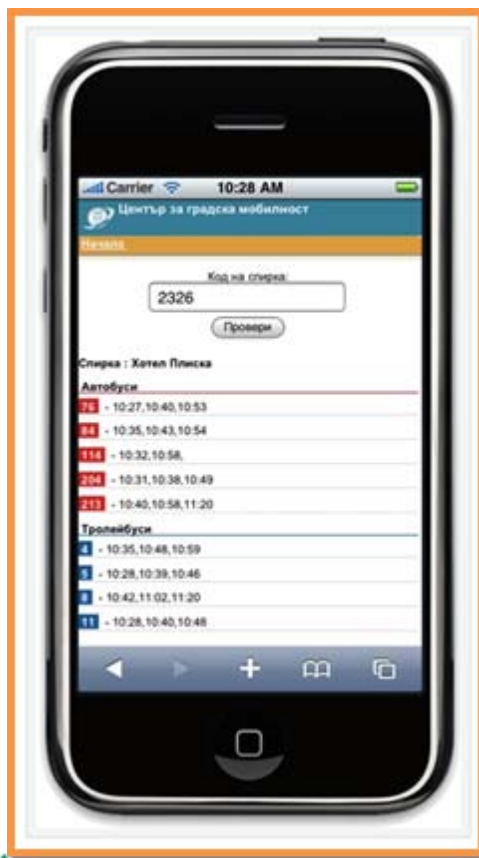 Carrier 10:28 AM
Център за градска мобилност
Начало
Код на спирка:
2326
Провери
Спирка : Хотел Плиска
Автобуси
76 - 10:27,10:40,10:53
84 - 10:35,10:43,10:54
114 - 10:32,10:58,
204 - 10:31,10:38,10:49
213 - 10:40,10:58,11:20
Тролейбуси
4 - 10:35,10:48,10:59
5 - 10:28,10:39,10:46
8 - 10:42,11:02,11:20
11 - 10:28,10:40,10:48